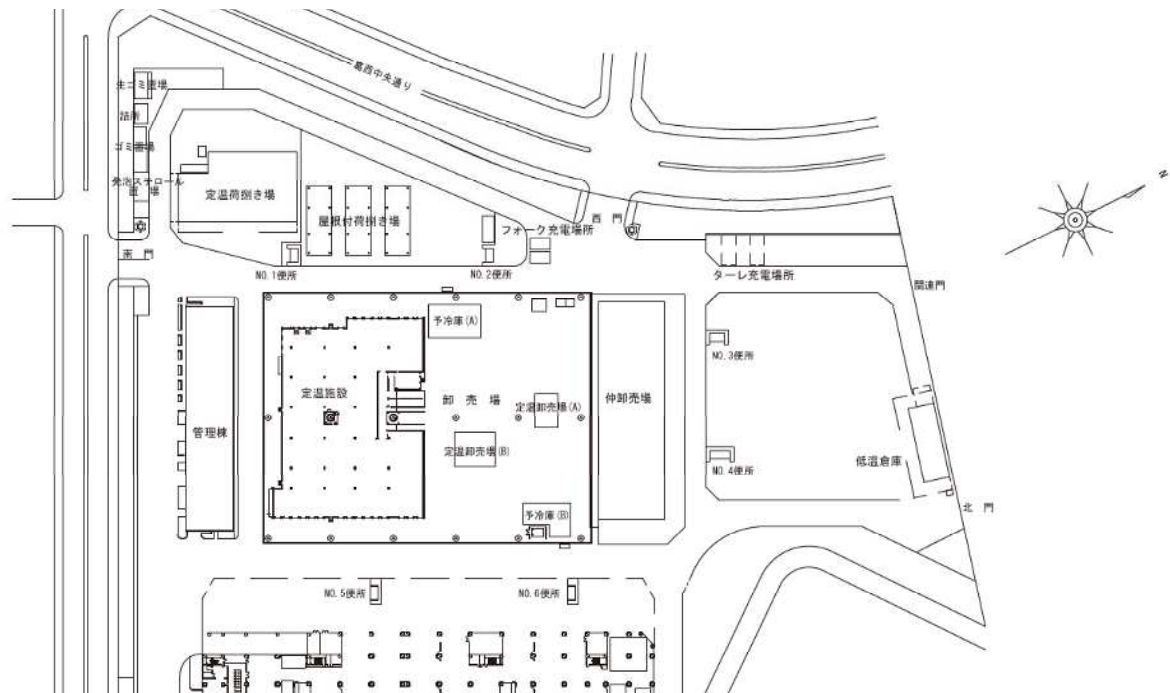 葛西中央通り
生ゴミ置場
詰所
ゴミ置場
発泡スチロール
置場
定温荷捌き場
屋根付荷捌き場
西 門
フォーク充電場所
南 門
NO.1便所
NO.2便所
ターレ充電場所
N
関連門
予冷庫(A)
NO.3便所
定温施設
卸 売 場
定温卸売場(A)
仲卸売場
管理棟
定温卸売場(B)
低温倉庫
NO.4便所
予冷庫(B)
北 門
NO.5便所
NO.6便所